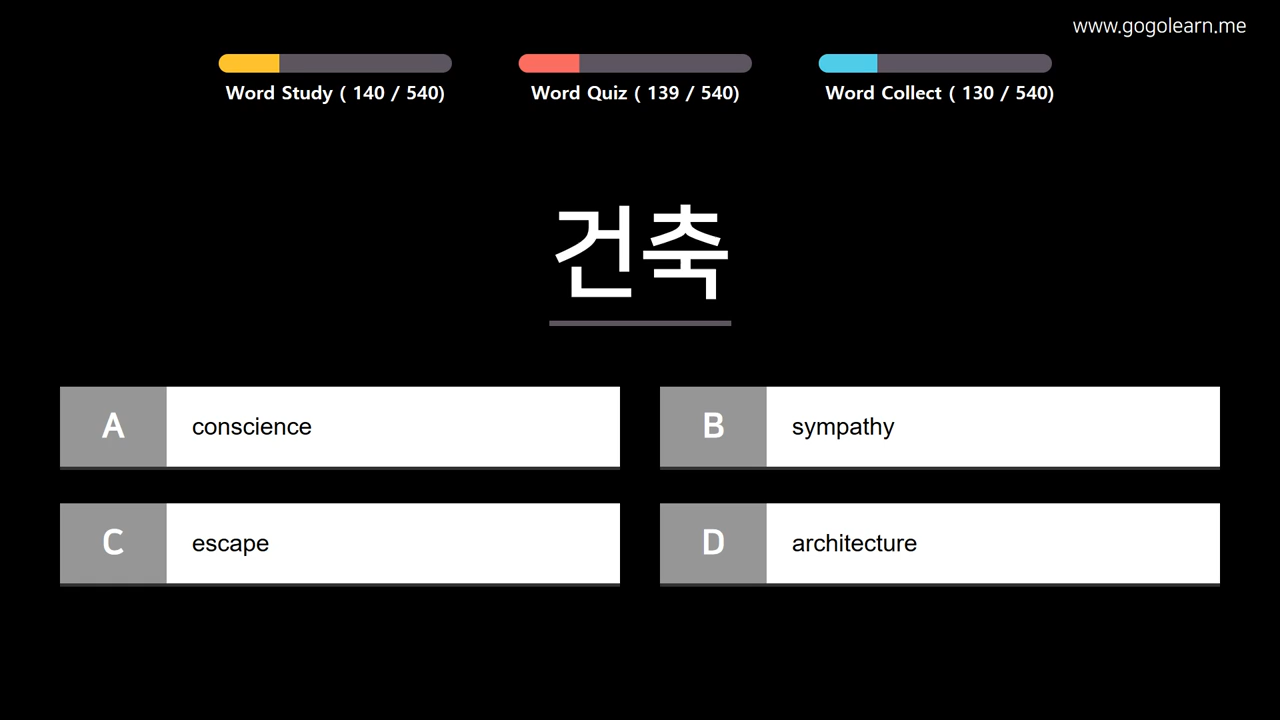 www.gogolearn.me
Word Study ( 140 / 540)
Word Quiz ( 139 / 540)
Word Collect ( 130 / 540)
건축
A conscience
B sympathy
C escape
D architecture